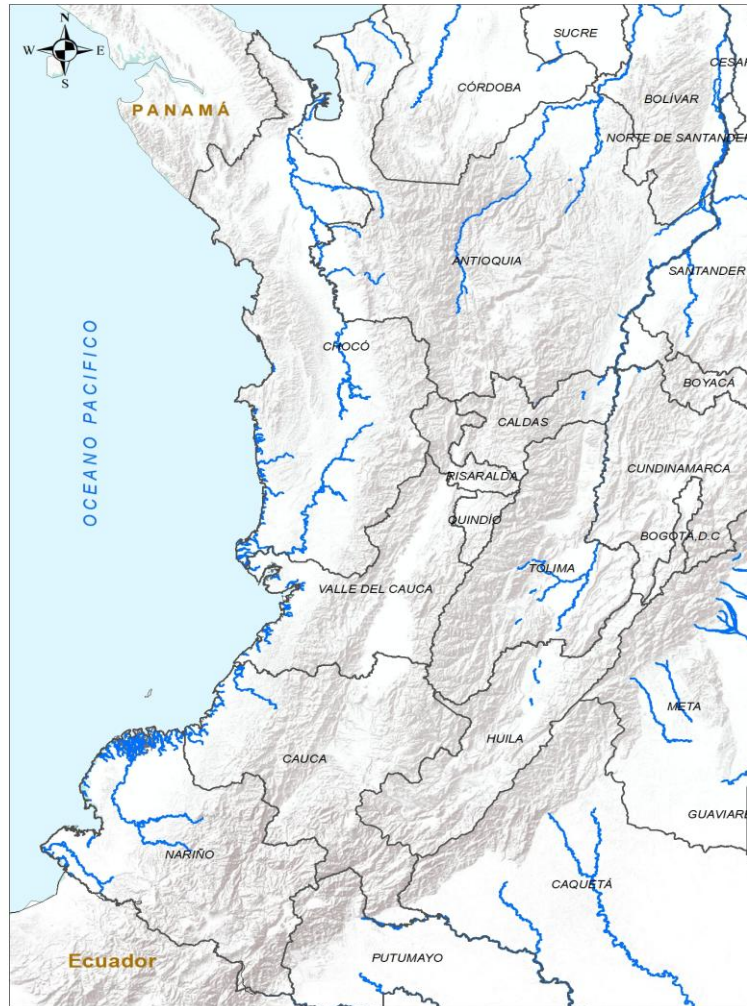 N
W E
S
PANAMÁ
SUCRE
CÓRDOBA
BOLÍVAR
NORTE DE SANTANDER
ANTIOQUIA
SANTANDER
OCEANO PACIFICO
CHOCÓ
BOYACÁ
CALDAS
CUNDINAMARCA
RISARALDA
QUINDÍO
BOGOTÁ, D.C
TOLIMA
VALLE DEL CAUCA
META
HUILA
CAUCA
GUAVIARE
NARIÑO
CAQUETÁ
Ecuador
PUTUMAYO